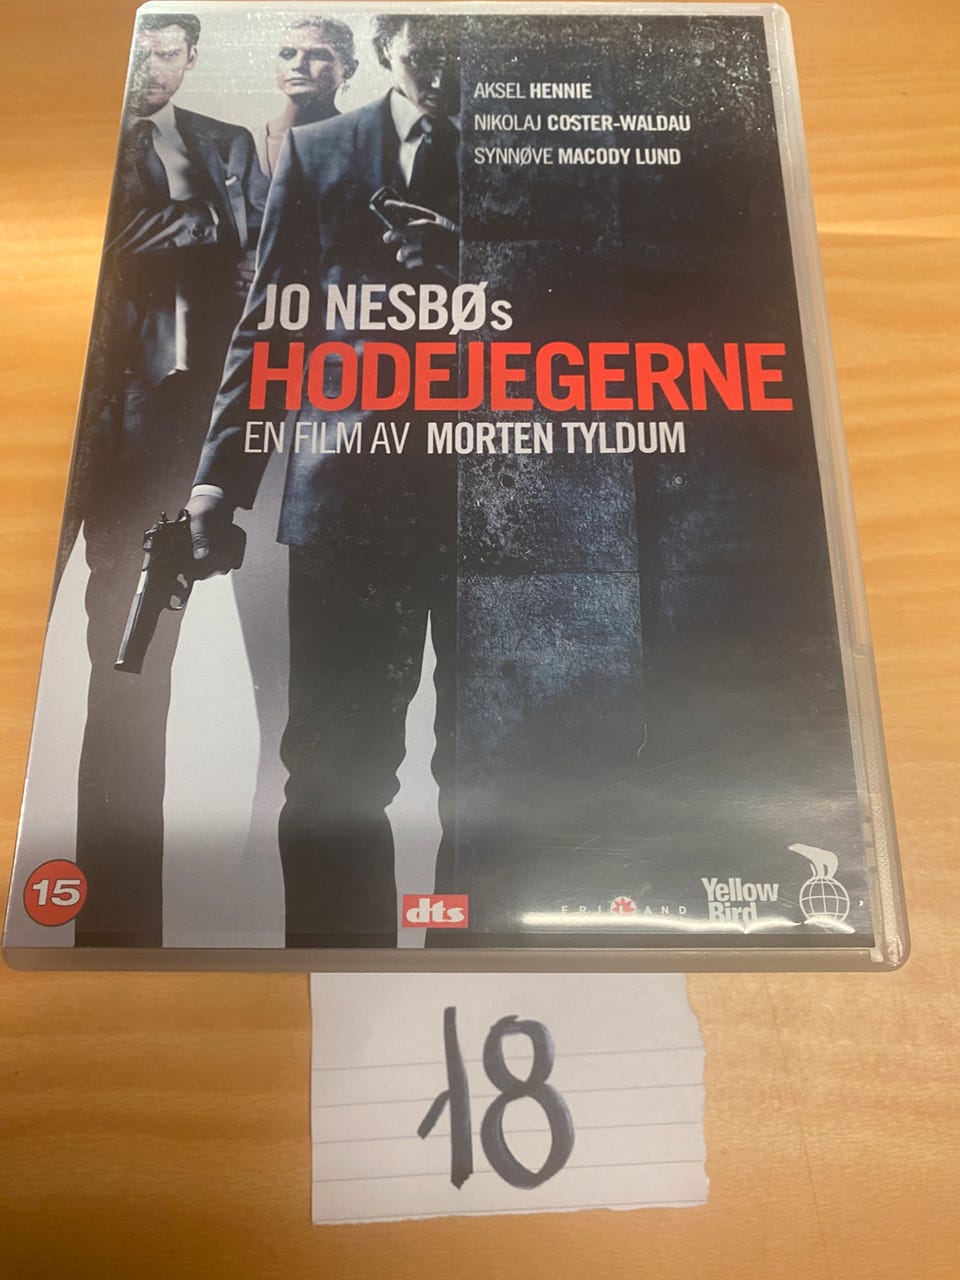 AKSEL HENNIE
NIKOLAJ COSTER-WALDAU
SYNNØVE MACODY LUND
JO NESBØs
HODEJEGERNE
EN FILM AV MORTEN TYLDUM
15
dts
FRILAND
Yellow
Bird
18